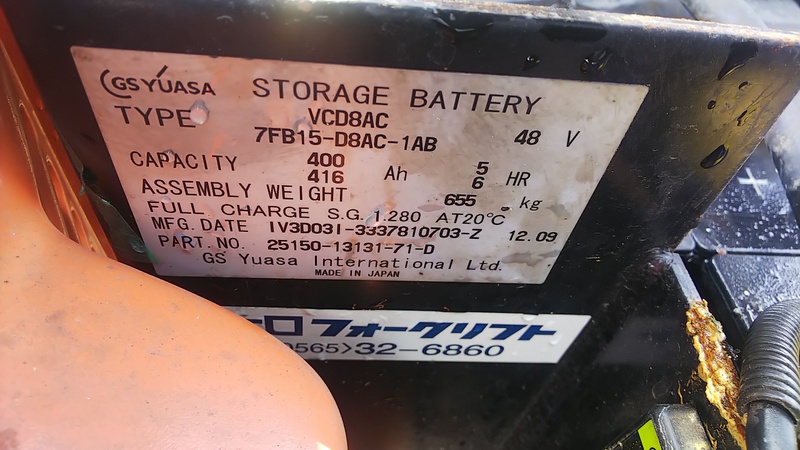 GS YUASA STORAGE BATTERY
TYPE VCD8AC
7FB15-D8AC-1AB 48 V
CAPACITY 400 Ah 5 HR
416 6
ASSEMBLY WEIGHT 655 kg
FULL CHARGE S.G. 1.280 AT20℃
MFG. DATE IV3D03I-3337810703-Z 12.09
PART.NO. 25150-13131-71-D
GS Yuasa International Ltd.
MADE IN JAPAN
フォークリフト
0565>32-6860